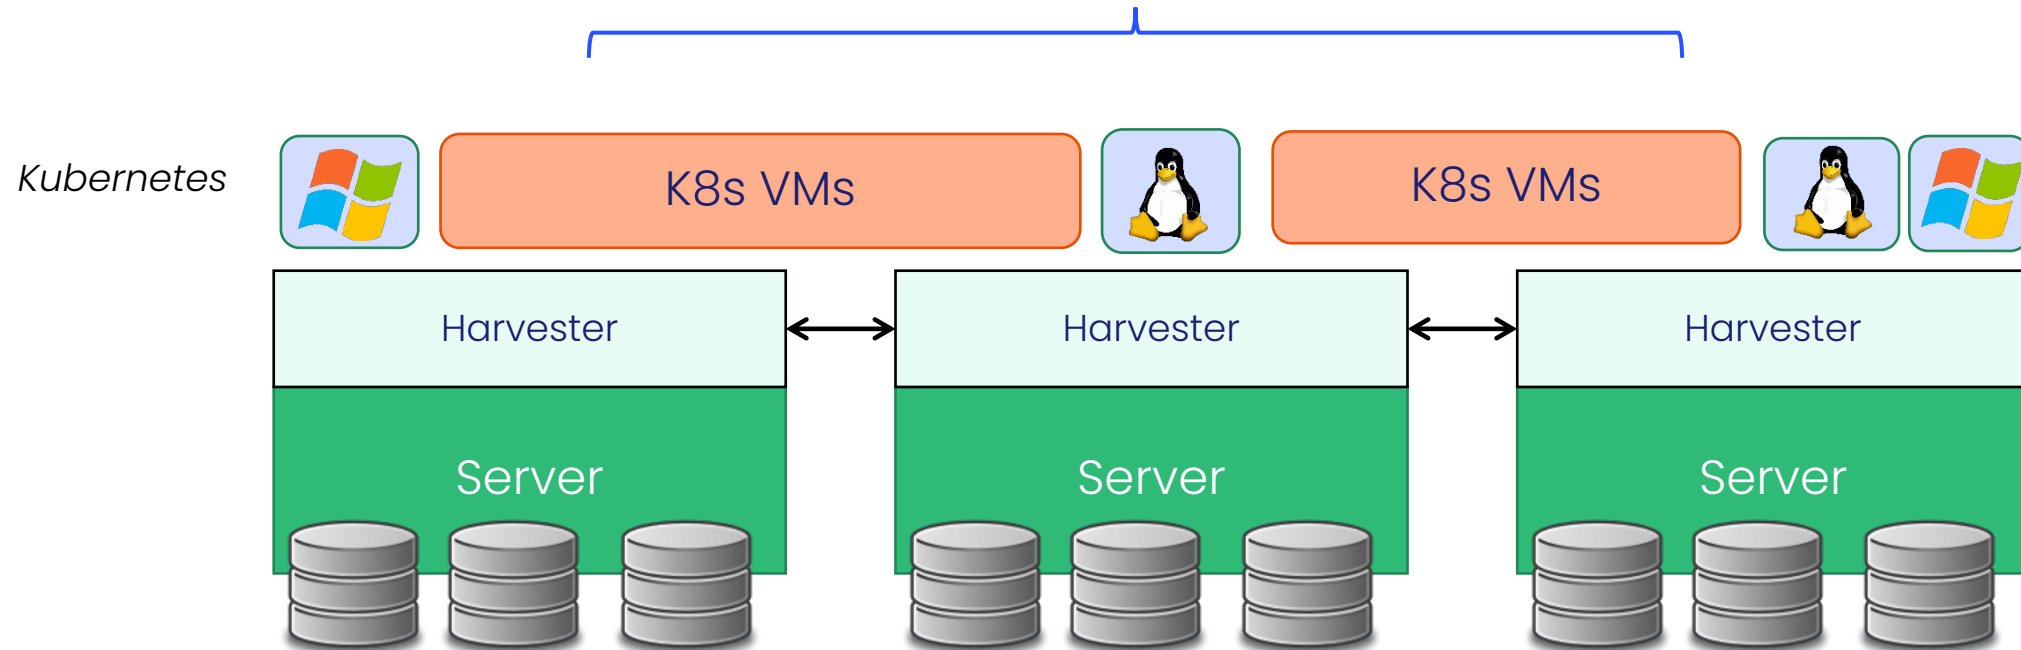 Kubernetes
K8s VMs
K8s VMs
Harvester
Harvester
Harvester
Server
Server
Server